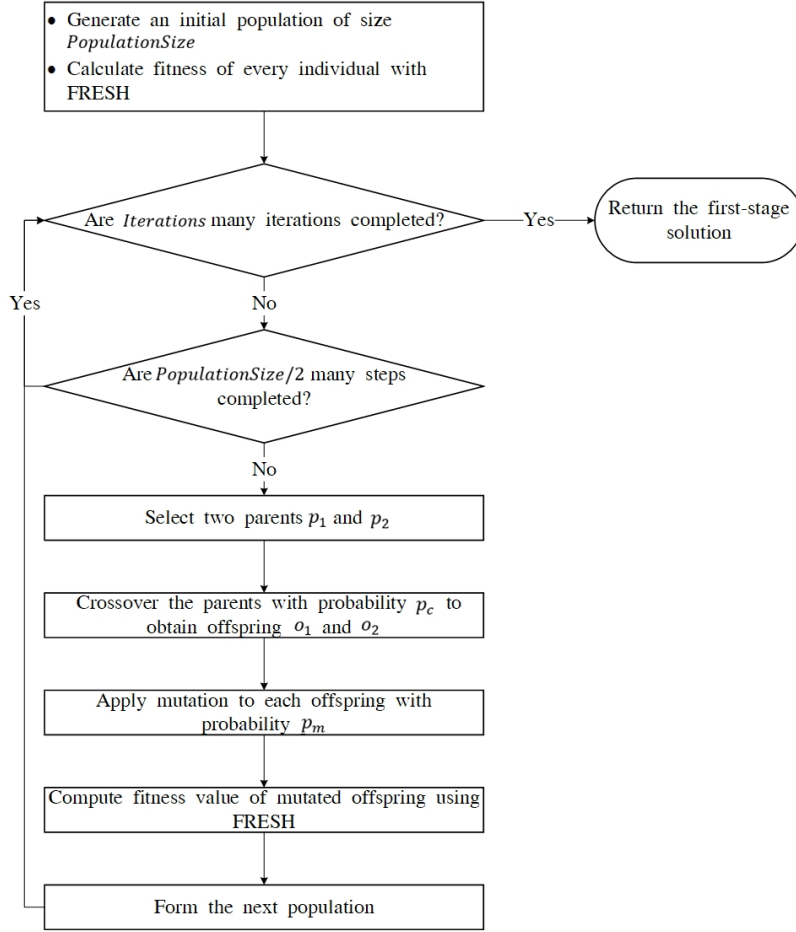 • Generate an initial population of size
PopulationSize
• Calculate fitness of every individual with
FRESH
Are Iterations many iterations completed?
Yes
Return the first-stage
solution
Yes
No
Are PopulationSize/2 many steps
completed?
No
Select two parents p₁ and p₂
Crossover the parents with probability p_c to
obtain offspring o₁ and o₂
Apply mutation to each offspring with
probability p_m
Compute fitness value of mutated offspring using
FRESH
Form the next population